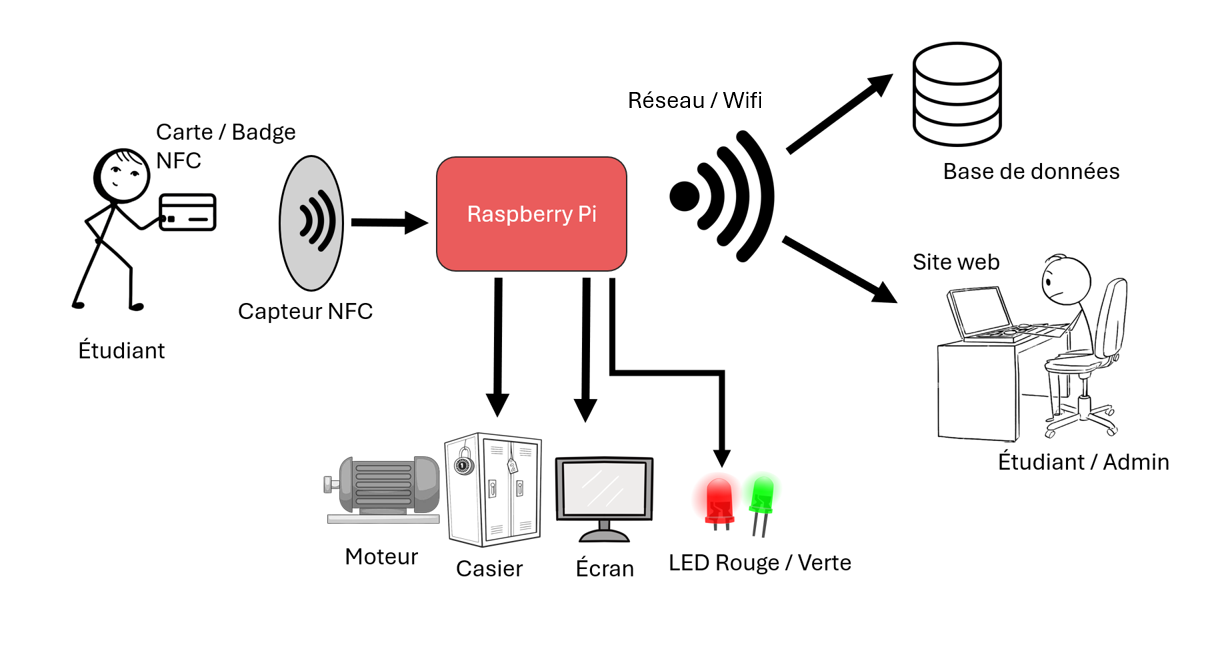 Réseau / Wifi
Carte / Badge
NFC
Base de données
Raspberry Pi
Site web
Capteur NFC
Étudiant
Étudiant / Admin
Moteur
Casier
Écran
LED Rouge / Verte